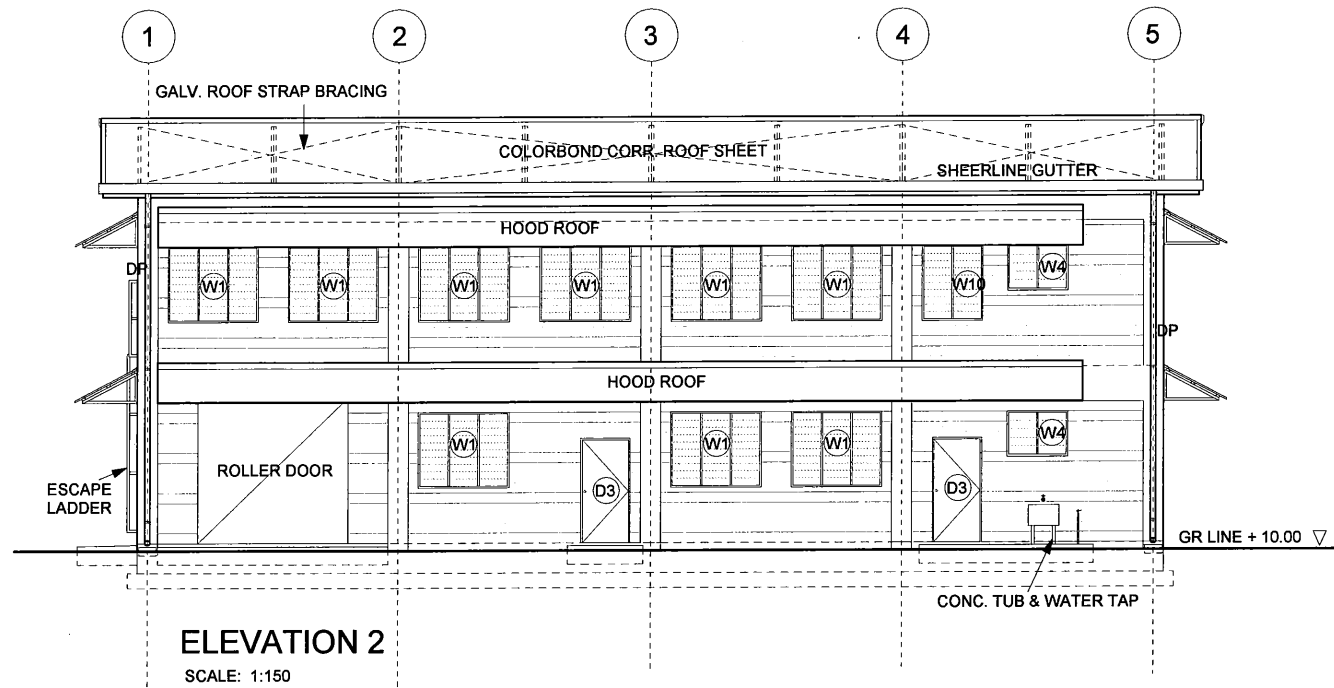 1 2 3 4 5
GALV. ROOF STRAP BRACING
COLORBOND CORR. ROOF SHEET
SHEERLINE GUTTER
HOOD ROOF
DP
W1 W1 W1 W1 W1 W1 W10 W4
DP
HOOD ROOF
W1 W1 W1 W4
ROLLER DOOR
D3 D3
ESCAPE
LADDER
GR LINE + 10.00
CONC. TUB & WATER TAP
ELEVATION 2
SCALE: 1:150